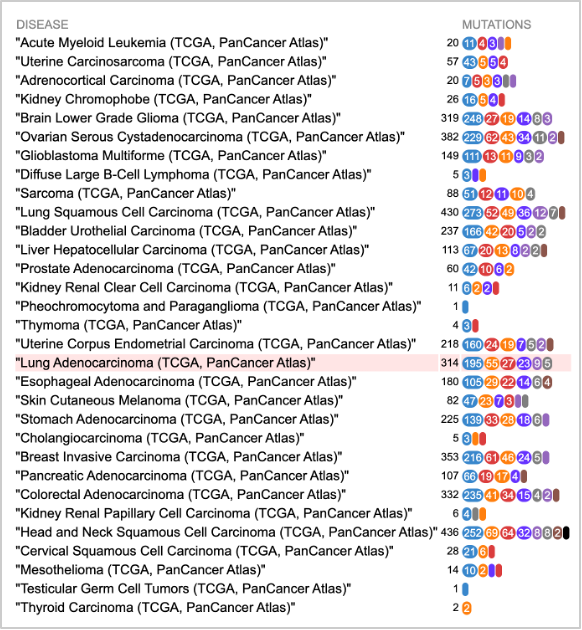 DISEASE MUTATIONS
"Acute Myeloid Leukemia (TCGA, PanCancer Atlas)" 20 11 4 3
"Uterine Carcinosarcoma (TCGA, PanCancer Atlas)" 57 43 5 5 4
"Adrenocortical Carcinoma (TCGA, PanCancer Atlas)" 20 7 5 3 3
"Kidney Chromophobe (TCGA, PanCancer Atlas)" 26 16 5 4
"Brain Lower Grade Glioma (TCGA, PanCancer Atlas)" 319 248 27 19 14 8 3
"Ovarian Serous Cystadenocarcinoma (TCGA, PanCancer Atlas)" 382 229 62 43 34 11 2
"Glioblastoma Multiforme (TCGA, PanCancer Atlas)" 149 111 13 11 9 3 2
"Diffuse Large B-Cell Lymphoma (TCGA, PanCancer Atlas)" 5 3
"Sarcoma (TCGA, PanCancer Atlas)" 88 51 12 11 10 4
"Lung Squamous Cell Carcinoma (TCGA, PanCancer Atlas)" 430 273 52 49 36 12 7
"Bladder Urothelial Carcinoma (TCGA, PanCancer Atlas)" 237 166 42 20 5 2 2
"Liver Hepatocellular Carcinoma (TCGA, PanCancer Atlas)" 113 67 20 13 8 2 2
"Prostate Adenocarcinoma (TCGA, PanCancer Atlas)" 60 42 10 6 2
"Kidney Renal Clear Cell Carcinoma (TCGA, PanCancer Atlas)" 11 6 2 2
"Pheochromocytoma and Paraganglioma (TCGA, PanCancer Atlas)" 1
"Thymoma (TCGA, PanCancer Atlas)" 4 3
"Uterine Corpus Endometrial Carcinoma (TCGA, PanCancer Atlas)" 218 160 24 19 7 5 2
"Lung Adenocarcinoma (TCGA, PanCancer Atlas)" 314 195 55 27 23 9 5
"Esophageal Adenocarcinoma (TCGA, PanCancer Atlas)" 180 105 29 22 14 6 4
"Skin Cutaneous Melanoma (TCGA, PanCancer Atlas)" 82 47 23 7 3
"Stomach Adenocarcinoma (TCGA, PanCancer Atlas)" 225 139 33 28 18 6
"Cholangiocarcinoma (TCGA, PanCancer Atlas)" 5 3
"Breast Invasive Carcinoma (TCGA, PanCancer Atlas)" 353 216 61 46 24 5
"Pancreatic Adenocarcinoma (TCGA, PanCancer Atlas)" 107 66 19 17 4
"Colorectal Adenocarcinoma (TCGA, PanCancer Atlas)" 332 235 41 34 15 4 2
"Kidney Renal Papillary Cell Carcinoma (TCGA, PanCancer Atlas)" 6 4
"Head and Neck Squamous Cell Carcinoma (TCGA, PanCancer Atlas)" 436 252 69 64 32 8 8 2
"Cervical Squamous Cell Carcinoma (TCGA, PanCancer Atlas)" 28 21 6
"Mesothelioma (TCGA, PanCancer Atlas)" 14 10 2
"Testicular Germ Cell Tumors (TCGA, PanCancer Atlas)" 1
"Thyroid Carcinoma (TCGA, PanCancer Atlas)" 2 2